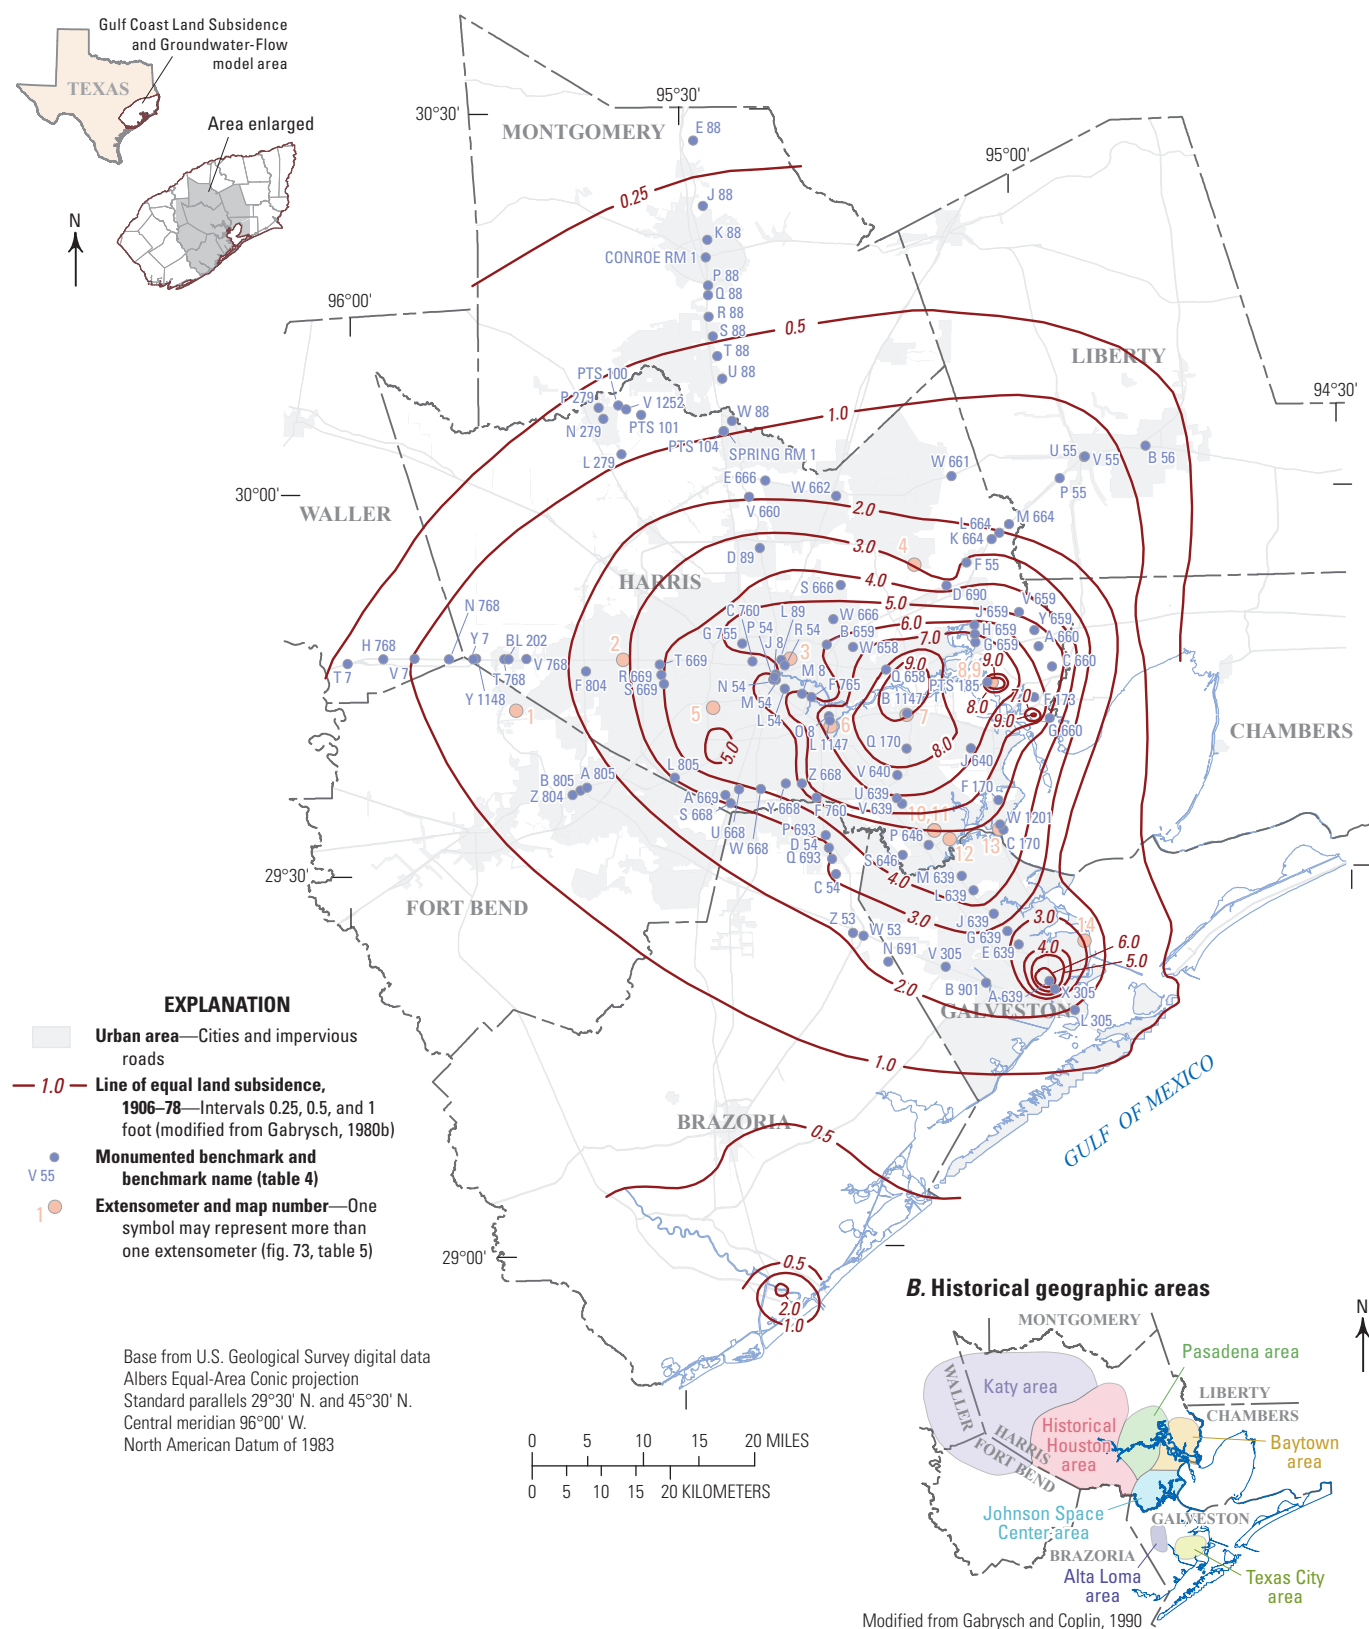 Gulf Coast Land Subsidence
and Groundwater-Flow
model area
TEXAS
Area enlarged
N
95°30'
30°30'
MONTGOMERY
E 88
95°00'
0.25
J 88
K 88
CONROE RM 1
P 88
Q 88
96°00'
R 88
S 88
0.5
T 88
LIBERTY
U 88
PTS 100
94°30'
P 279
V 1252
W 88
1.0
N 279
PTS 101
PTS 104
SPRING RM 1
U 55
V 55
B 56
L 279
W 661
E 666
W 662
P 55
30°00'
V 660
2.0
WALLER
L 664
M 664
K 664
3.0
4
D 89
F 55
HARRIS
4.0
S 666
D 690
5.0
V 659
N 768
C 760
L 89
W 666
6.0
J 659
Y 659
P 54
R 54
B 659
7.0
H 659
A 660
G 755
J 8
W 658
G 659
H 768
Y 7
BL 202
2
3
9.0
9.0
T 7
V 7
T 768
V 768
T 669
M 8
Q 658
8,9
C 660
F 804
R 669
PTS 185
S 669
N 54
F 765
B 1147
7.0
F 173
Y 1148
M 54
8.0
1
5
L 54
O 8
6
7
9.0
G 660
L 1147
CHAMBERS
5.0
Q 170
8.0
J 640
L 805
Z 668
V 640
B 805
A 805
F 170
Z 804
A 669
U 639
S 668
Y 668
F 760
V 639
10,11
W 1201
U 668
P 693
P 646
W 668
D 54
12
13
C 170
Q 693
S 646
29°30'
C 54
4.0
M 639
L 639
FORT BEND
3.0
J 639
3.0
14
Z 53
W 53
G 639
6.0
N 691
E 639
4.0
5.0
V 305
2.0
B 901
A 639
X 305
GALVESTON
L 305
EXPLANATION
Urban area—Cities and impervious
roads
1.0
Line of equal land subsidence,
1906–78—Intervals 0.25, 0.5, and 1
foot (modified from Gabrysch, 1980b)
V 55
Monumented benchmark and
benchmark name (table 4)
1
Extensometer and map number—One
symbol may represent more than
one extensometer (fig. 73, table 5)
1.0
GULF OF MEXICO
BRAZORIA
0.5
29°00'
0.5
2.0
1.0
Base from U.S. Geological Survey digital data
Albers Equal-Area Conic projection
Standard parallels 29°30' N. and 45°30' N.
Central meridian 96°00' W.
North American Datum of 1983
0 5 10 15 20 MILES
0 5 10 15 20 KILOMETERS
B. Historical geographic areas
N
MONTGOMERY
Pasadena area
WALLER
Katy area
LIBERTY
CHAMBERS
Historical
Houston
area
HARRIS
FORT BEND
Baytown
area
Johnson Space
Center area
GALVESTON
BRAZORIA
Alta Loma
area
Texas City
area
Modified from Gabrysch and Coplin, 1990